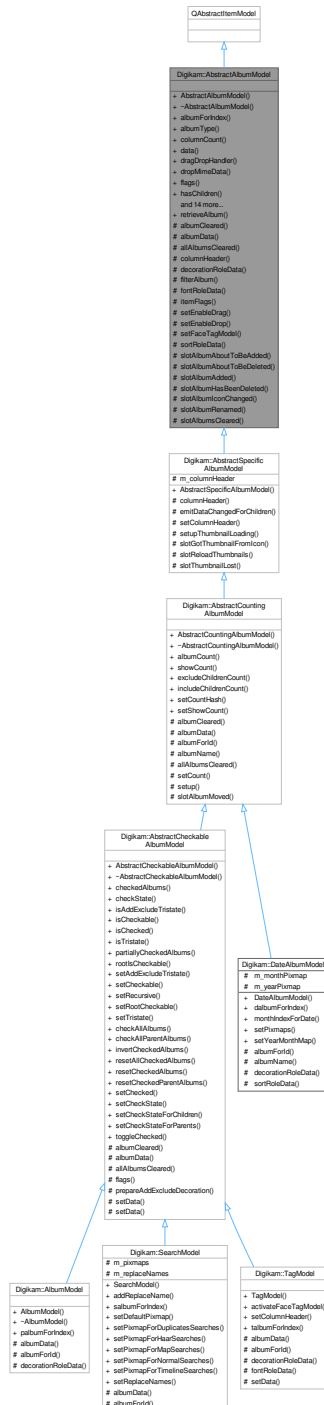 QAbstractItemModel
Digikam::AbstractAlbumModel
+ AbstractAlbumModel()
+ ~AbstractAlbumModel()
+ albumForIndex()
+ albumType()
+ columnCount()
+ data()
+ dragDropHandler()
+ dropMimeData()
+ flags()
+ hasChildren()
and 14 more...
+ retrieveAlbum()
# albumCleared()
# albumData()
# allAlbumsCleared()
# columnHeader()
# decorationRoleData()
# filterAlbum()
# fontRoleData()
# itemFlags()
# setEnableDrag()
# setEnableDrop()
# setFaceTagModel()
# sortRoleData()
# slotAlbumAboutToBeAdded()
# slotAlbumAboutToBeDeleted()
# slotAlbumAdded()
# slotAlbumHasBeenDeleted()
# slotAlbumIconChanged()
# slotAlbumRenamed()
# slotAlbumsCleared()
Digikam::AbstractSpecific
AlbumModel
# m_columnHeader
+ AbstractSpecificAlbumModel()
# columnHeader()
# emitDataChangedForChildren()
# setColumnHeader()
# setupThumbnailLoading()
# slotGotThumbnailFromIcon()
# slotReloadThumbnails()
# slotThumbnailLost()
Digikam::AbstractCounting
AlbumModel
+ AbstractCountingAlbumModel()
+ ~AbstractCountingAlbumModel()
+ albumCount()
+ showCount()
+ excludeChildrenCount()
+ includeChildrenCount()
+ setCountHash()
+ setShowCount()
# albumCleared()
# albumData()
# albumForId()
# albumName()
# allAlbumsCleared()
# setCount()
# setup()
# slotAlbumMoved()
Digikam::AbstractCheckable
AlbumModel
+ AbstractCheckableAlbumModel()
+ ~AbstractCheckableAlbumModel()
+ checkedAlbums()
+ checkState()
+ isAddExcludeTristate()
+ isCheckable()
+ isChecked()
+ isTristate()
+ partiallyCheckedAlbums()
+ rootIsCheckable()
+ setAddExcludeTristate()
+ setCheckable()
+ setRecursive()
+ setRootCheckable()
+ setTristate()
+ checkAllAlbums()
+ checkAllParentAlbums()
+ invertCheckedAlbums()
+ resetAllCheckedAlbums()
+ resetCheckedAlbums()
+ resetCheckedParentAlbums()
+ setChecked()
+ setCheckState()
+ setCheckStateForChildren()
+ setCheckStateForParents()
+ toggleChecked()
# albumCleared()
# albumData()
# allAlbumsCleared()
# flags()
# prepareAddExcludeDecoration()
# setData()
# setData()
Digikam::DateAlbumModel
# m_monthPixmap
# m_yearPixmap
+ DateAlbumModel()
+ dalbumForIndex()
+ monthIndexForDate()
+ setPixmaps()
+ setYearMonthMap()
# albumForId()
# albumName()
# decorationRoleData()
# sortRoleData()
Digikam::AlbumModel
+ AlbumModel()
+ ~AlbumModel()
+ palbumForIndex()
# albumData()
# albumForId()
# decorationRoleData()
Digikam::SearchModel
# m_pixmaps
# m_replaceNames
+ SearchModel()
+ addReplaceName()
+ salbumForIndex()
+ setDefaultPixmap()
+ setPixmapForDuplicatesSearches()
+ setPixmapForHaarSearches()
+ setPixmapForMapSearches()
+ setPixmapForNormalSearches()
+ setPixmapForTimelineSearches()
+ setReplaceNames()
# albumData()
# albumForId()
Digikam::TagModel
+ TagModel()
+ activateFaceTagModel()
+ setColumnHeader()
+ talbumForIndex()
# albumData()
# albumForId()
# decorationRoleData()
# fontRoleData()
# setData()